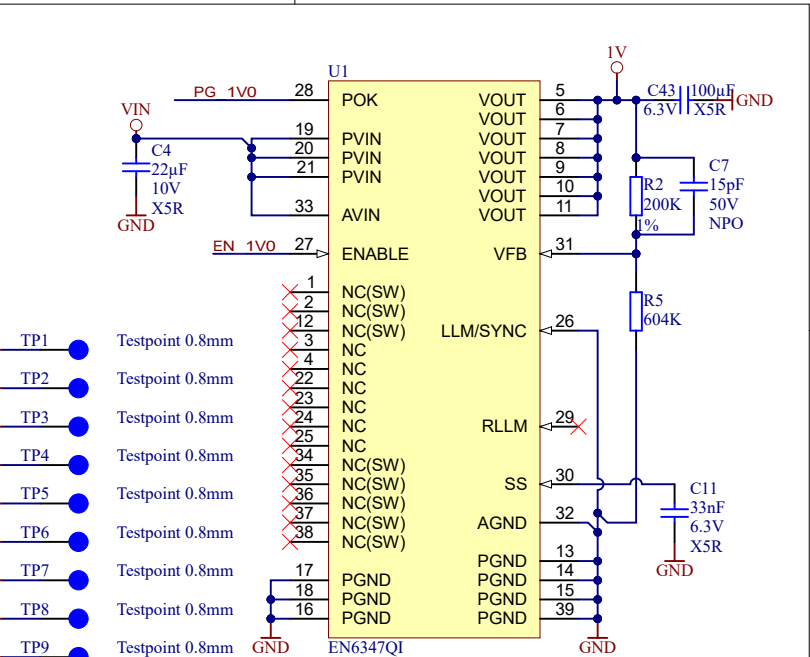 1V
U1
PG_1V0 28 POK VOUT 5
C43 100µF GND
6.3V X5R
VOUT 6
VIN
19 PVIN VOUT 7
C4 20 PVIN VOUT 8
22µF 21 PVIN VOUT 9
10V
X5R
GND
VOUT 10
33 AVIN VOUT 11
R2
200K
1%
C7
15pF
50V
NPO
EN_1V0 27 ENABLE VFB 31
1 NC(SW)
2 NC(SW)
12 NC(SW) LLM/SYNC 26
R5
604K
3 NC
4 NC
22 NC
23 NC
24 NC RLLM 29
25 NC
34 NC(SW)
35 NC(SW) SS 30
36 NC(SW)
37 NC(SW) AGND 32
38 NC(SW)
C11
33nF
6.3V
X5R
GND
PGND 13
17 PGND PGND 14
18 PGND PGND 15
16 PGND PGND 39
GND EN6347QI GND
TP1 Testpoint 0.8mm
TP2 Testpoint 0.8mm
TP3 Testpoint 0.8mm
TP4 Testpoint 0.8mm
TP5 Testpoint 0.8mm
TP6 Testpoint 0.8mm
TP7 Testpoint 0.8mm
TP8 Testpoint 0.8mm
TP9 Testpoint 0.8mm